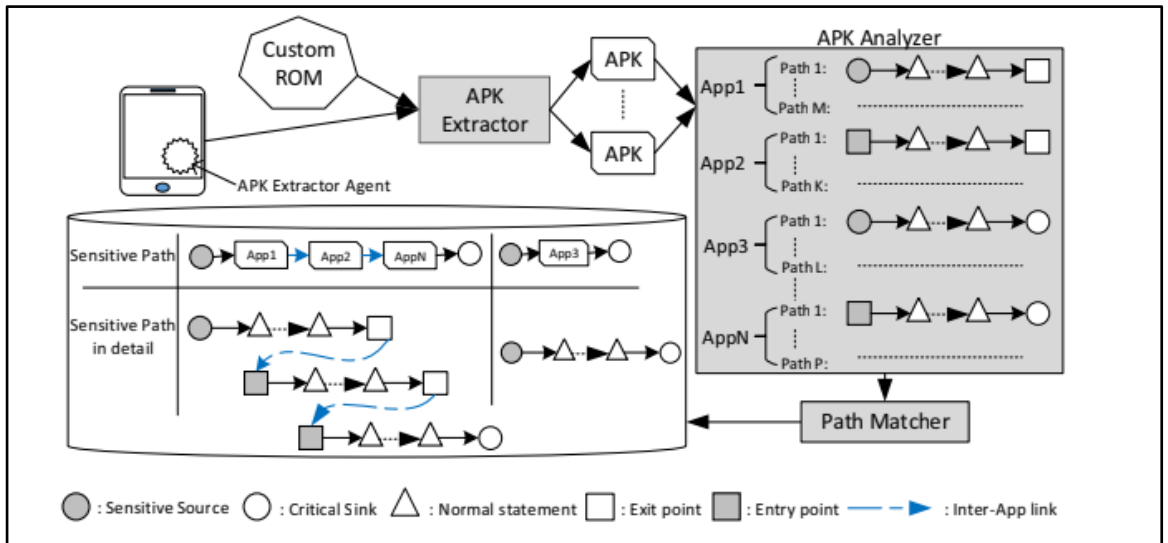 Custom
ROM
APK
Extractor
APK
APK
APK Extractor Agent
APK Analyzer
App1
Path 1:
Path M:
App2
Path 1:
Path K:
App3
Path 1:
Path L:
AppN
Path 1:
Path P:
Path Matcher
Sensitive Path
App1
App2
AppN
App3
Sensitive Path
in detail
: Sensitive Source
: Critical Sink
: Normal statement
: Exit point
: Entry point
: Inter-App link